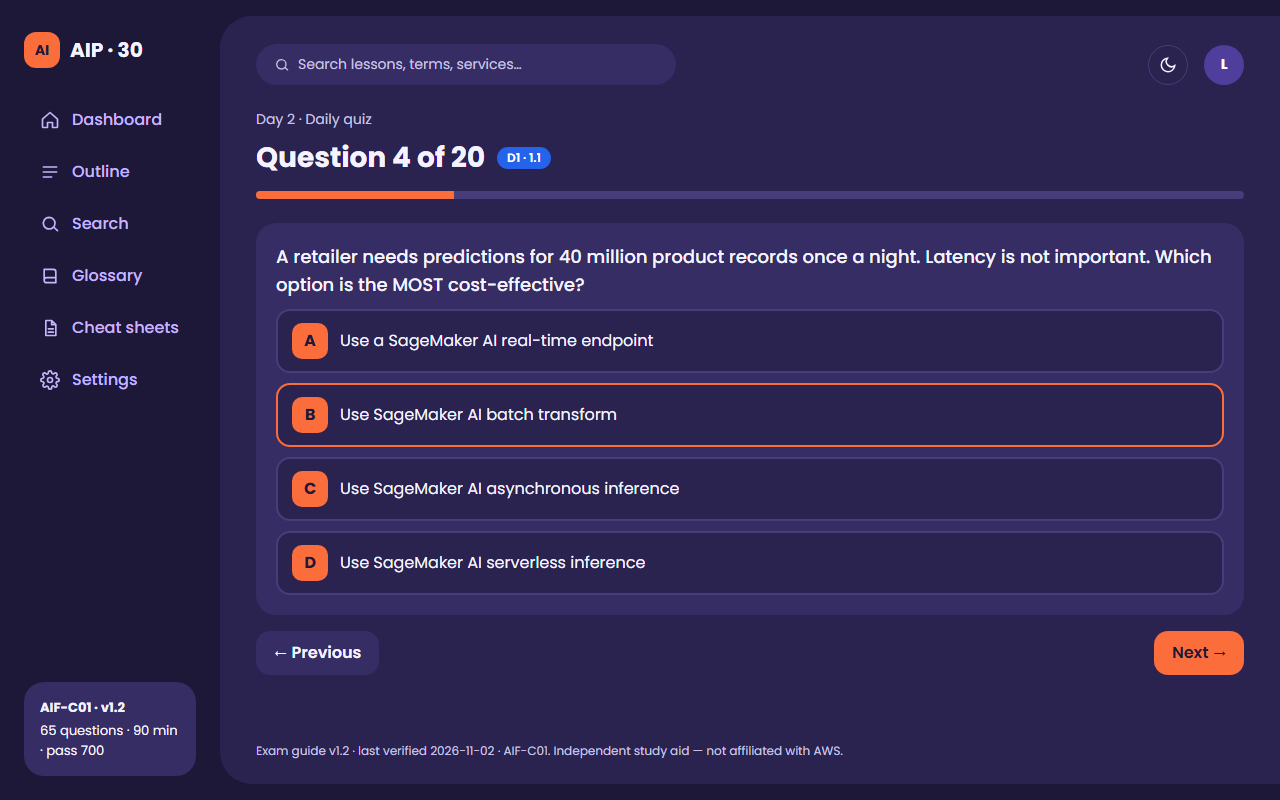 AI AIP · 30
Dashboard
Outline
Search
Glossary
Cheat sheets
Settings
AIF-C01 · v1.2
65 questions · 90 min
· pass 700
Search lessons, terms, services...
L
Day 2 · Daily quiz
Question 4 of 20 D1 · 1.1
A retailer needs predictions for 40 million product records once a night. Latency is not important. Which
option is the MOST cost-effective?
A Use a SageMaker AI real-time endpoint
B Use SageMaker AI batch transform
C Use SageMaker AI asynchronous inference
D Use SageMaker AI serverless inference
← Previous
Next →
Exam guide v1.2 · last verified 2026-11-02 · AIF-C01. Independent study aid — not affiliated with AWS.